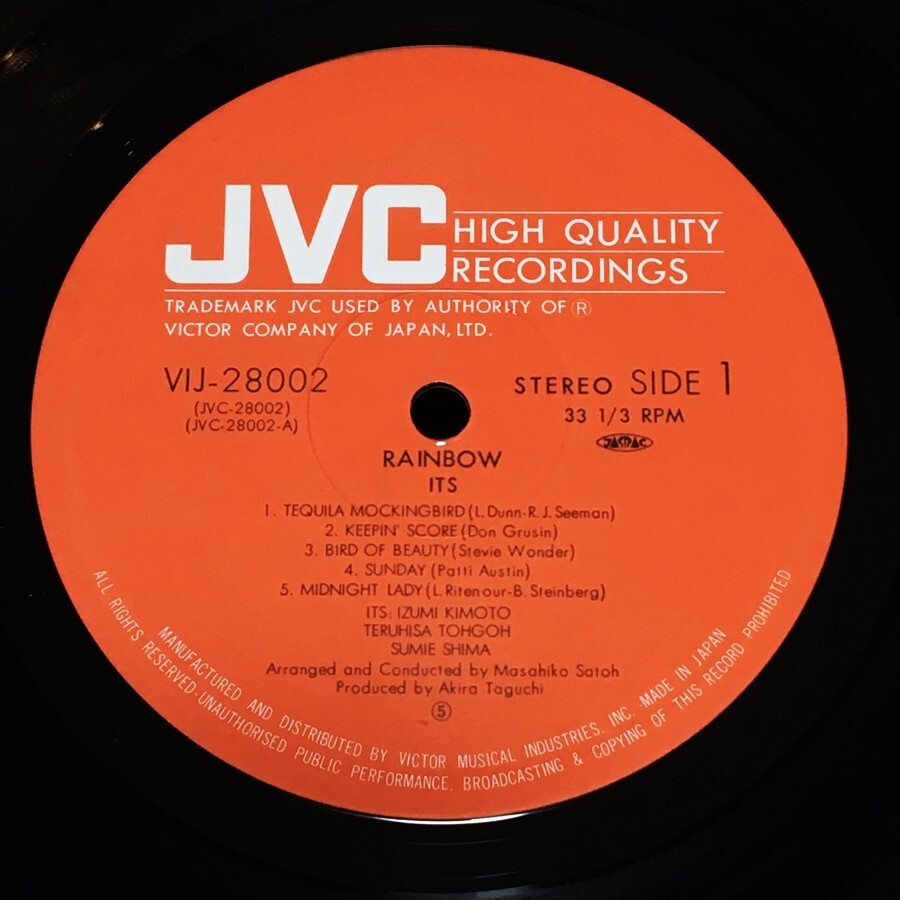 JVC HIGH QUALITY
RECORDINGS
TRADEMARK JVC USED BY AUTHORITY OF ®
VICTOR COMPANY OF JAPAN, LTD.
VIJ-28002
(JVC-28002)
(JVC-28002-A)
STEREO SIDE 1
33 1/3 RPM
JASRAC
RAINBOW
ITS
1. TEQUILA MOCKINGBIRD (L. Dunn-R. J. Seeman)
2. KEEPIN' SCORE (Don Grusin)
3. BIRD OF BEAUTY (Stevie Wonder)
4. SUNDAY (Patti Austin)
5. MIDNIGHT LADY (L. Ritenour-B. Steinberg)
ITS: IZUMI KIMOTO
TERUHISA TOHGOH
SUMIE SHIMA
Arranged and Conducted by Masahiko Satoh
Produced by Akira Taguchi
⑤
MANUFACTURED AND DISTRIBUTED BY VICTOR MUSICAL INDUSTRIES, INC. MADE IN JAPAN
ALL RIGHTS RESERVED-UNAUTHORISED PUBLIC PERFORMANCE, BROADCASTING & COPYING OF THIS RECORD PROHIBITED